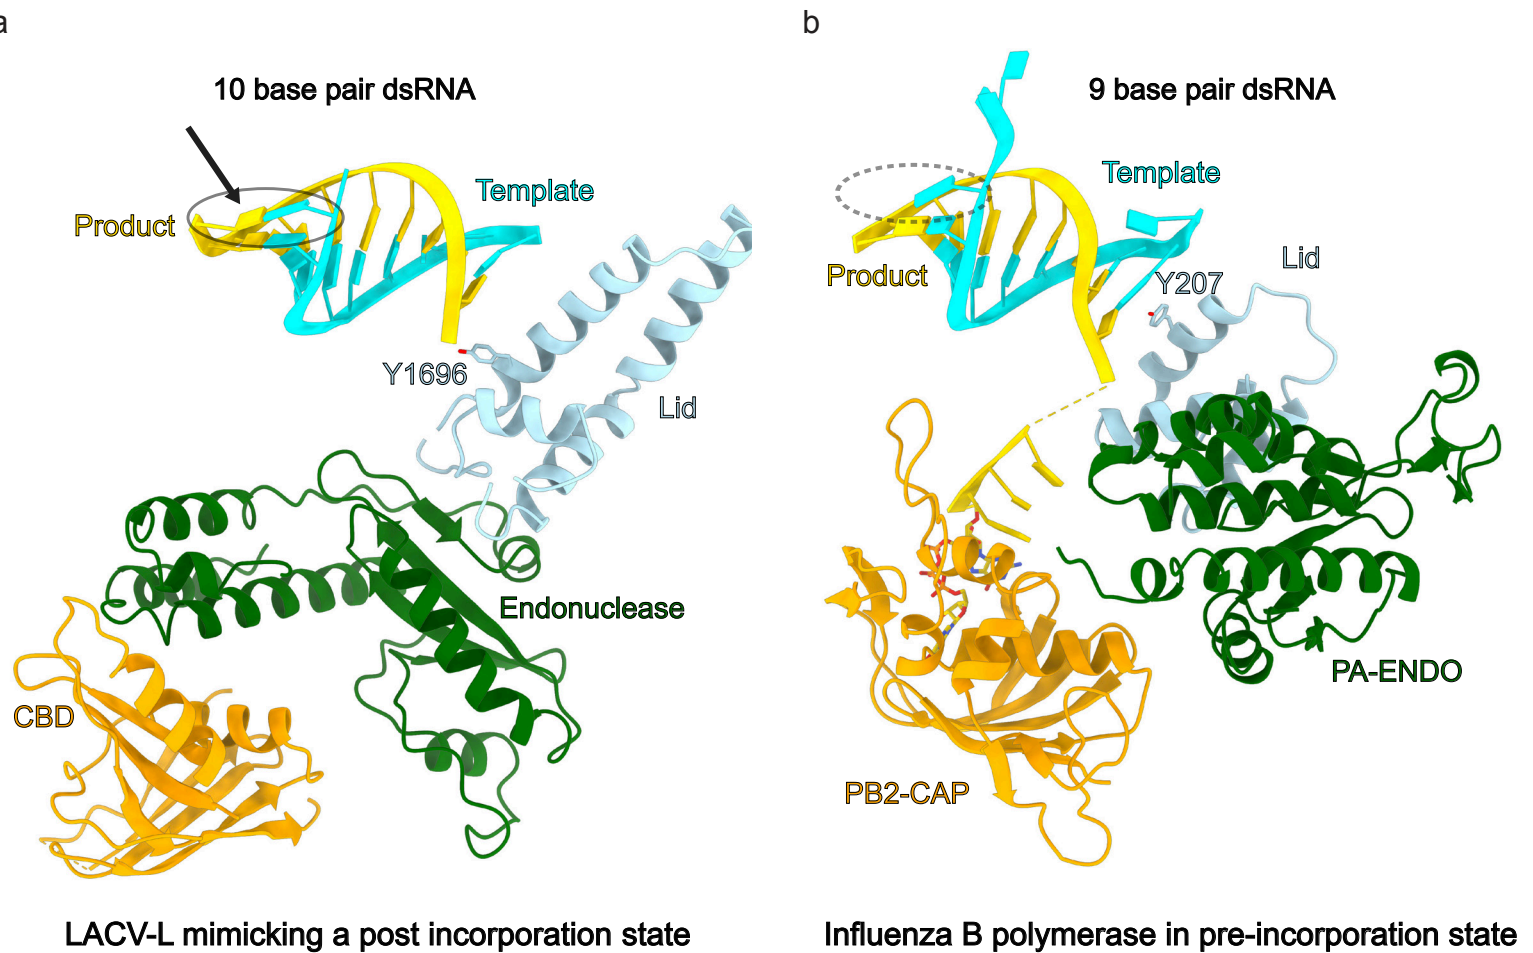 a
10 base pair dsRNA
Product
Template
Y1696
Lid
Endonuclease
CBD
LACV-L mimicking a post incorporation state
b
9 base pair dsRNA
Template
Product
Y207
Lid
PA-ENDO
PB2-CAP
Influenza B polymerase in pre-incorporation state